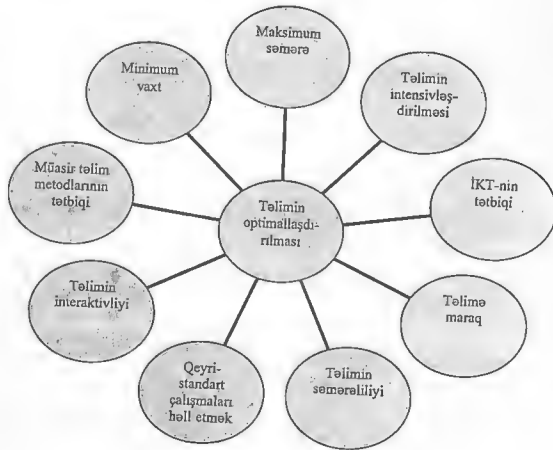 Maksimum
səmərə
Təlimin
intensivləş-
dirilməsi
İKT-nin
tətbiqi
Təlimə
maraq
Təlimin
səmərəliliyi
Qeyri-
standart
çalışmaları
həll etmək
Təlimin
interaktivliyi
Müasir təlim
metodlarının
tətbiqi
Minimum
vaxt
Təlimin
optimallaşdı-
rılması